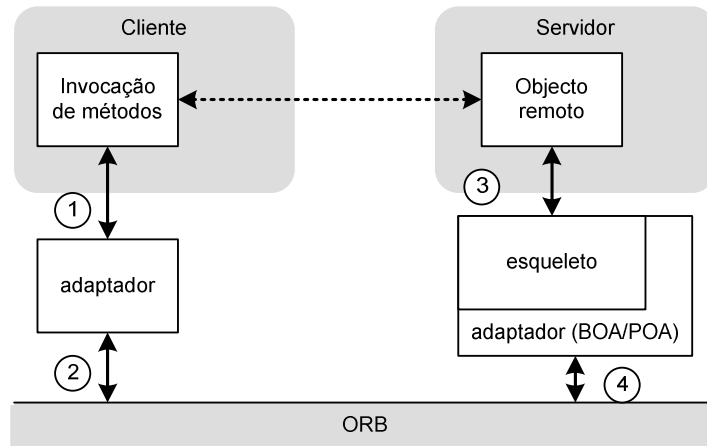 Cliente
Servidor
Invocação
de métodos
Objecto
remoto
1
3
adaptador
esqueleto
adaptador (BOA/POA)
2
4
ORB